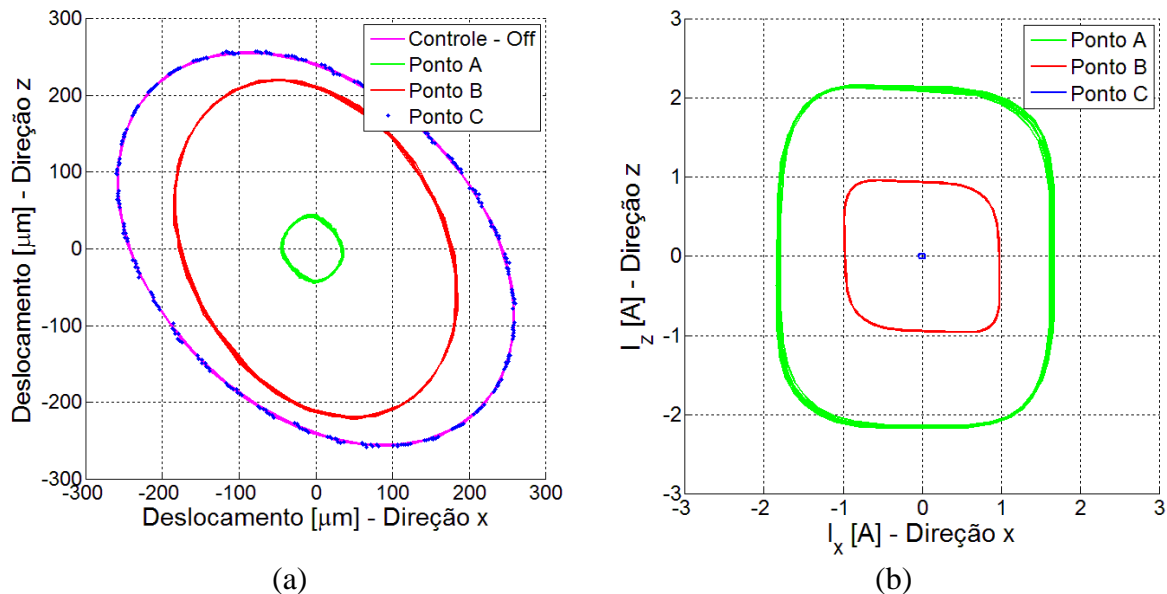 300
200
100
0
-100
-200
-300
-300
-200
-100
0
100
200
300
Deslocamento [μm] - Direção z
Deslocamento [μm] - Direção x
Controle - Off
Ponto A
Ponto B
Ponto C
(a)
3
2
1
0
-1
-2
-3
-3
-2
-1
0
1
2
3
I_z [A] - Direção z
I_x [A] - Direção x
Ponto A
Ponto B
Ponto C
(b)